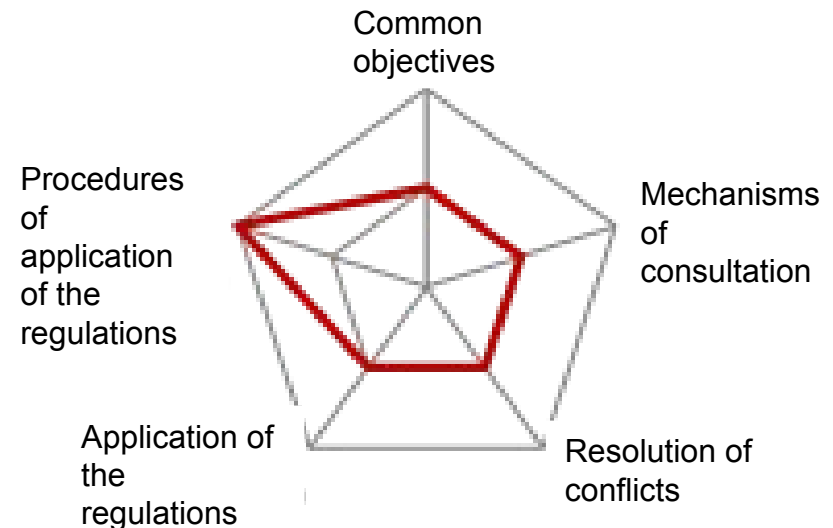 Common
objectives
Procedures
of
application
of the
regulations
Mechanisms
of
consultation
Application of
the
regulations
Resolution of
conflicts